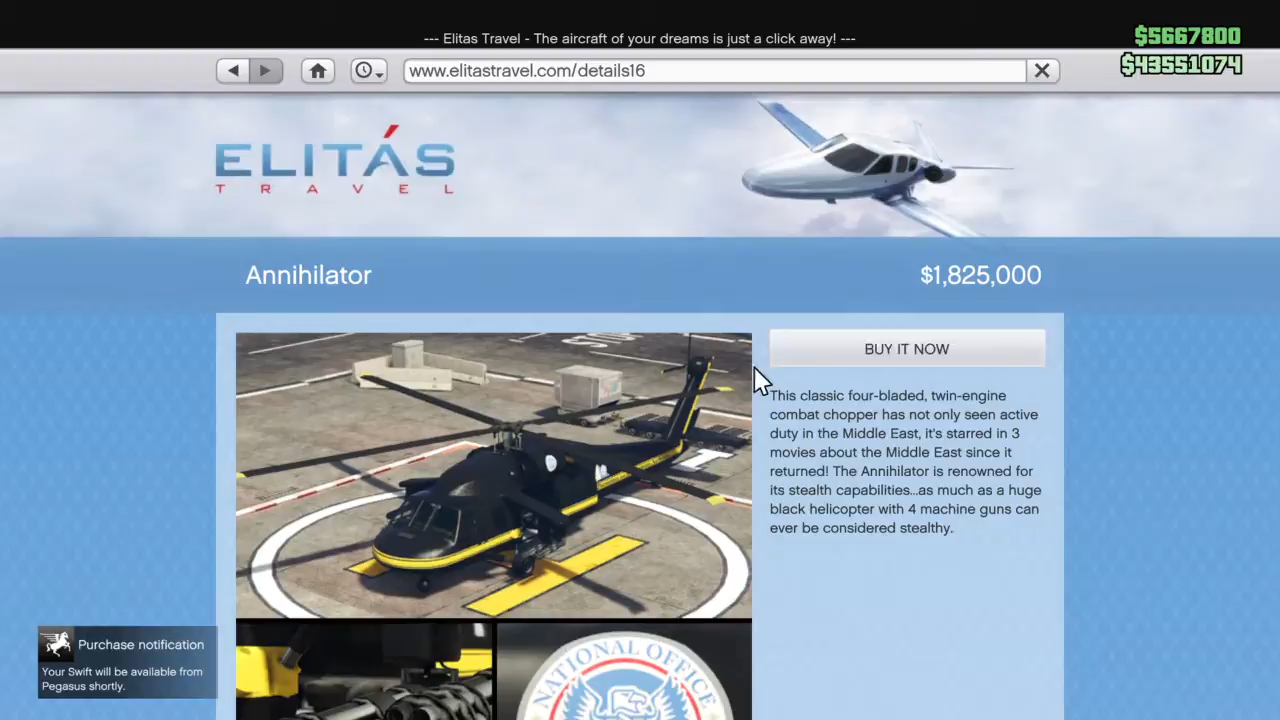 --- Elitas Travel - The aircraft of your dreams is just a click away! ---
$5667800
$43551074
www.elitastravel.com/details16
ELITÁS
TRAVEL
Annihilator
$1,825,000
BUY IT NOW
This classic four-bladed, twin-engine
combat chopper has not only seen active
duty in the Middle East, it's starred in 3
movies about the Middle East since it
returned! The Annihilator is renowned for
its stealth capabilities...as much as a huge
black helicopter with 4 machine guns can
ever be considered stealthy.
NATIONAL OFFICE
Purchase notification
Your Swift will be available from
Pegasus shortly.